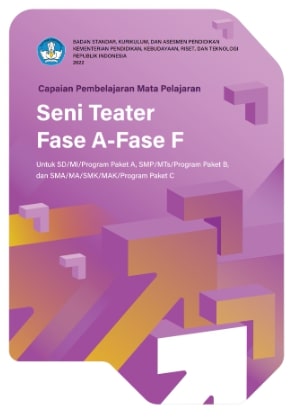 BADAN STANDAR, KURIKULUM, DAN ASESMEN PENDIDIKAN
KEMENTERIAN PENDIDIKAN, KEBUDAYAAN, RISET, DAN TEKNOLOGI
REPUBLIK INDONESIA
2022
Capaian Pembelajaran Mata Pelajaran
Seni Teater
Fase A-Fase F
Untuk SD/MI/Program Paket A, SMP/MTs/Program Paket B,
dan SMA/MA/SMK/MAK/Program Paket C